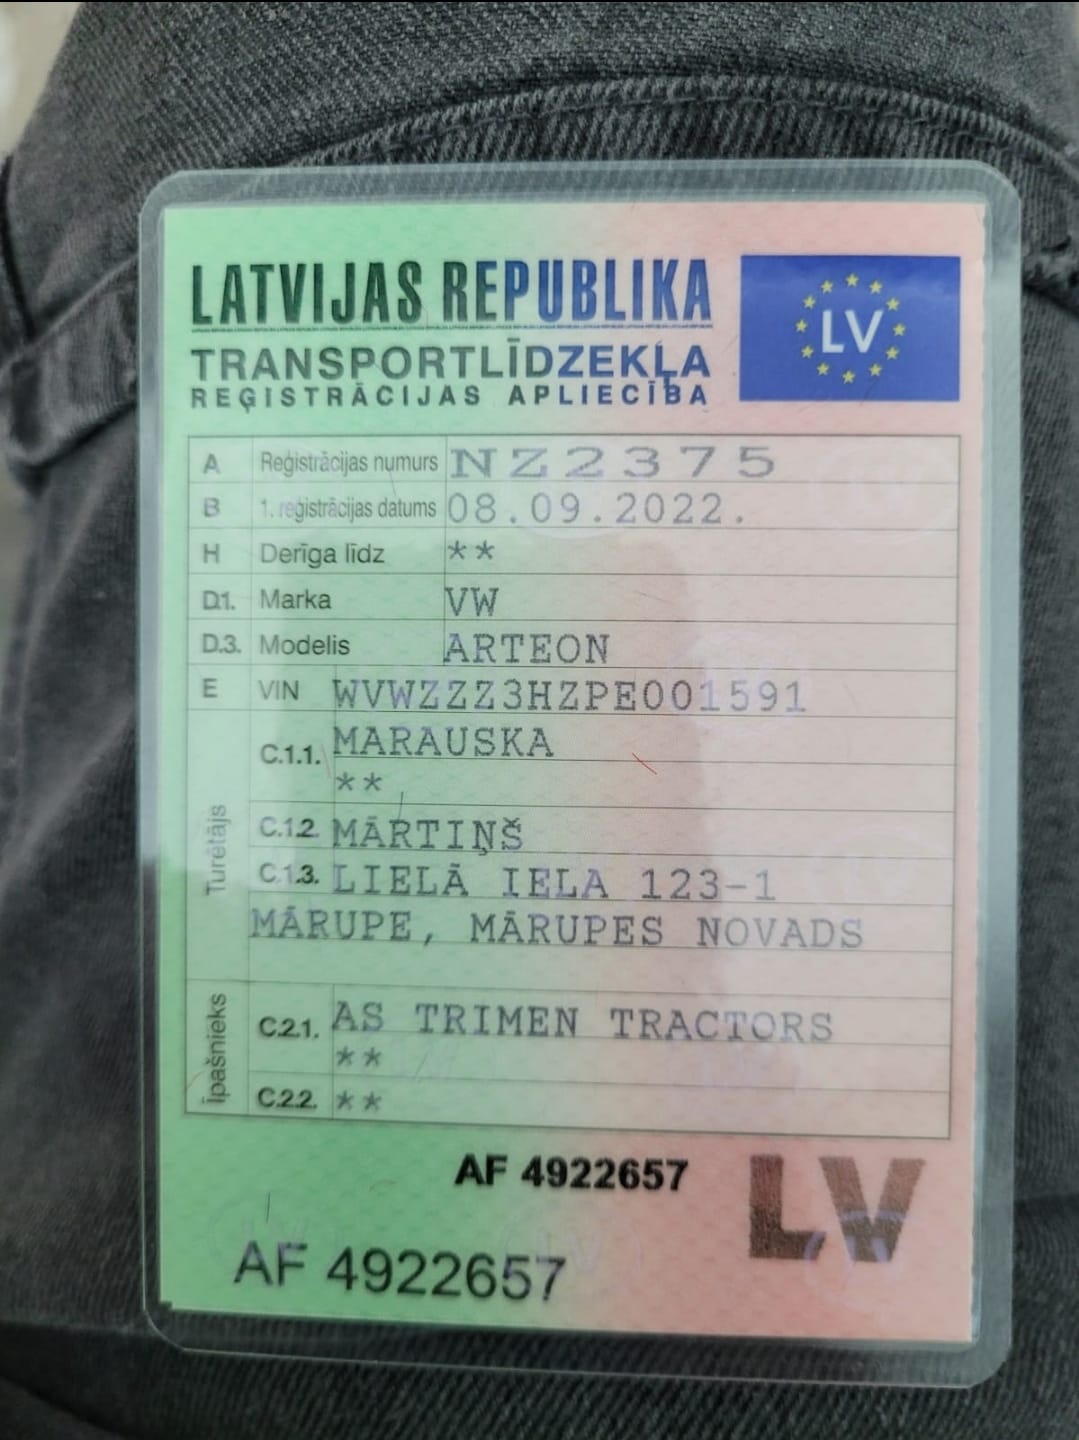 LATVIJAS REPUBLIKA
TRANSPORTLĪDZEKĻA
REĢISTRĀCIJAS APLIECĪBA
LV
A Reģistrācijas numurs NZ2375
B 1. reģistrācijas datums 08.09.2022.
H Derīga līdz **
D.1. Marka VW
D.3. Modelis ARTEON
E VIN WVWZZZ3HZPE001591
Turētājs
C.1.1. MARAUSKA
**
C.1.2. MĀRTIŅŠ
C.1.3. LIELĀ IELA 123-1
MĀRUPE, MĀRUPES NOVADS
Īpašnieks
C.2.1. AS TRIMEN TRACTORS
**
C.2.2. **
AF 4922657
LV
AF 4922657